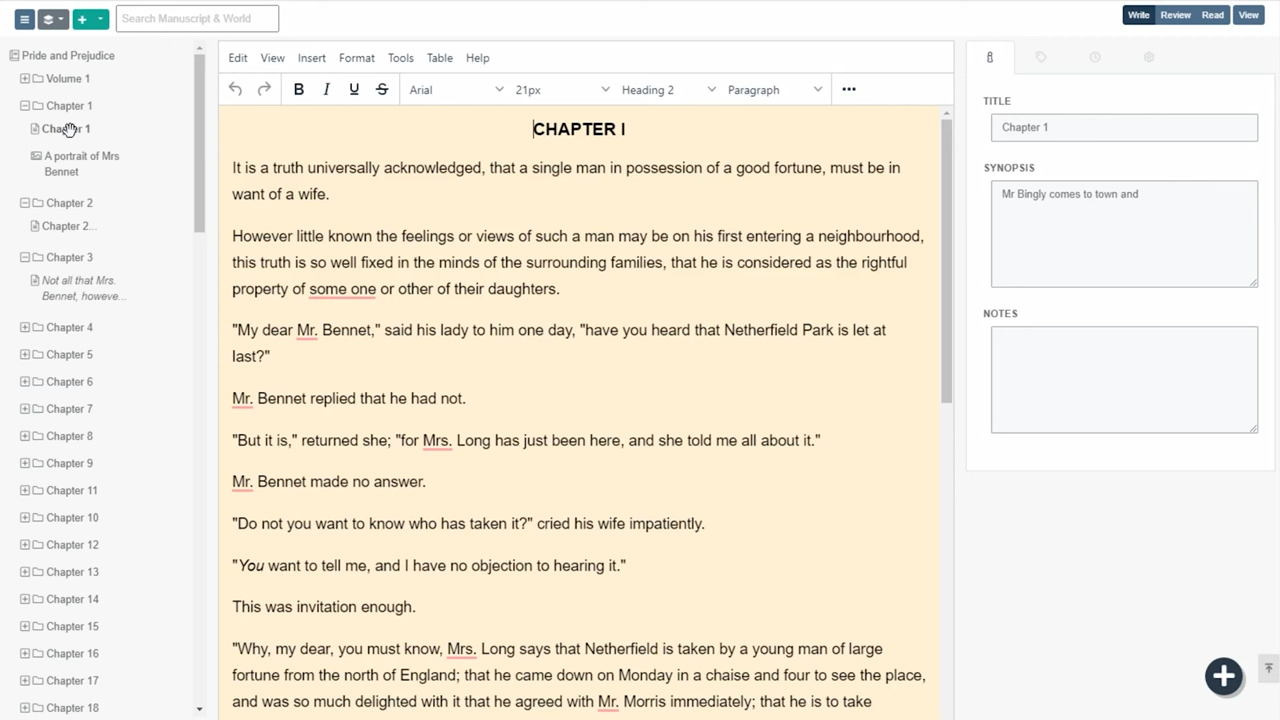 Search Manuscript & World
Write
Review
Read
View
Pride and Prejudice
Volume 1
Chapter 1
Chapter 1
A portrait of Mrs
Bennet
Chapter 2
Chapter 2...
Chapter 3
Not all that Mrs.
Bennet, howeve...
Chapter 4
Chapter 5
Chapter 6
Chapter 7
Chapter 8
Chapter 9
Chapter 11
Chapter 10
Chapter 12
Chapter 13
Chapter 14
Chapter 15
Chapter 16
Chapter 17
Chapter 18
Edit View Insert Format Tools Table Help
B I U S Arial 21px Heading 2 Paragraph
CHAPTER I
It is a truth universally acknowledged, that a single man in possession of a good fortune, must be in
want of a wife.
However little known the feelings or views of such a man may be on his first entering a neighbourhood,
this truth is so well fixed in the minds of the surrounding families, that he is considered as the rightful
property of some one or other of their daughters.
"My dear Mr. Bennet," said his lady to him one day, "have you heard that Netherfield Park is let at
last?"
Mr. Bennet replied that he had not.
"But it is," returned she; "for Mrs. Long has just been here, and she told me all about it."
Mr. Bennet made no answer.
"Do not you want to know who has taken it?" cried his wife impatiently.
"You want to tell me, and I have no objection to hearing it."
This was invitation enough.
"Why, my dear, you must know, Mrs. Long says that Netherfield is taken by a young man of large
fortune from the north of England; that he came down on Monday in a chaise and four to see the place,
and was so much delighted with it that he agreed with Mr. Morris immediately; that he is to take
TITLE
Chapter 1
SYNOPSIS
Mr Bingly comes to town and
NOTES